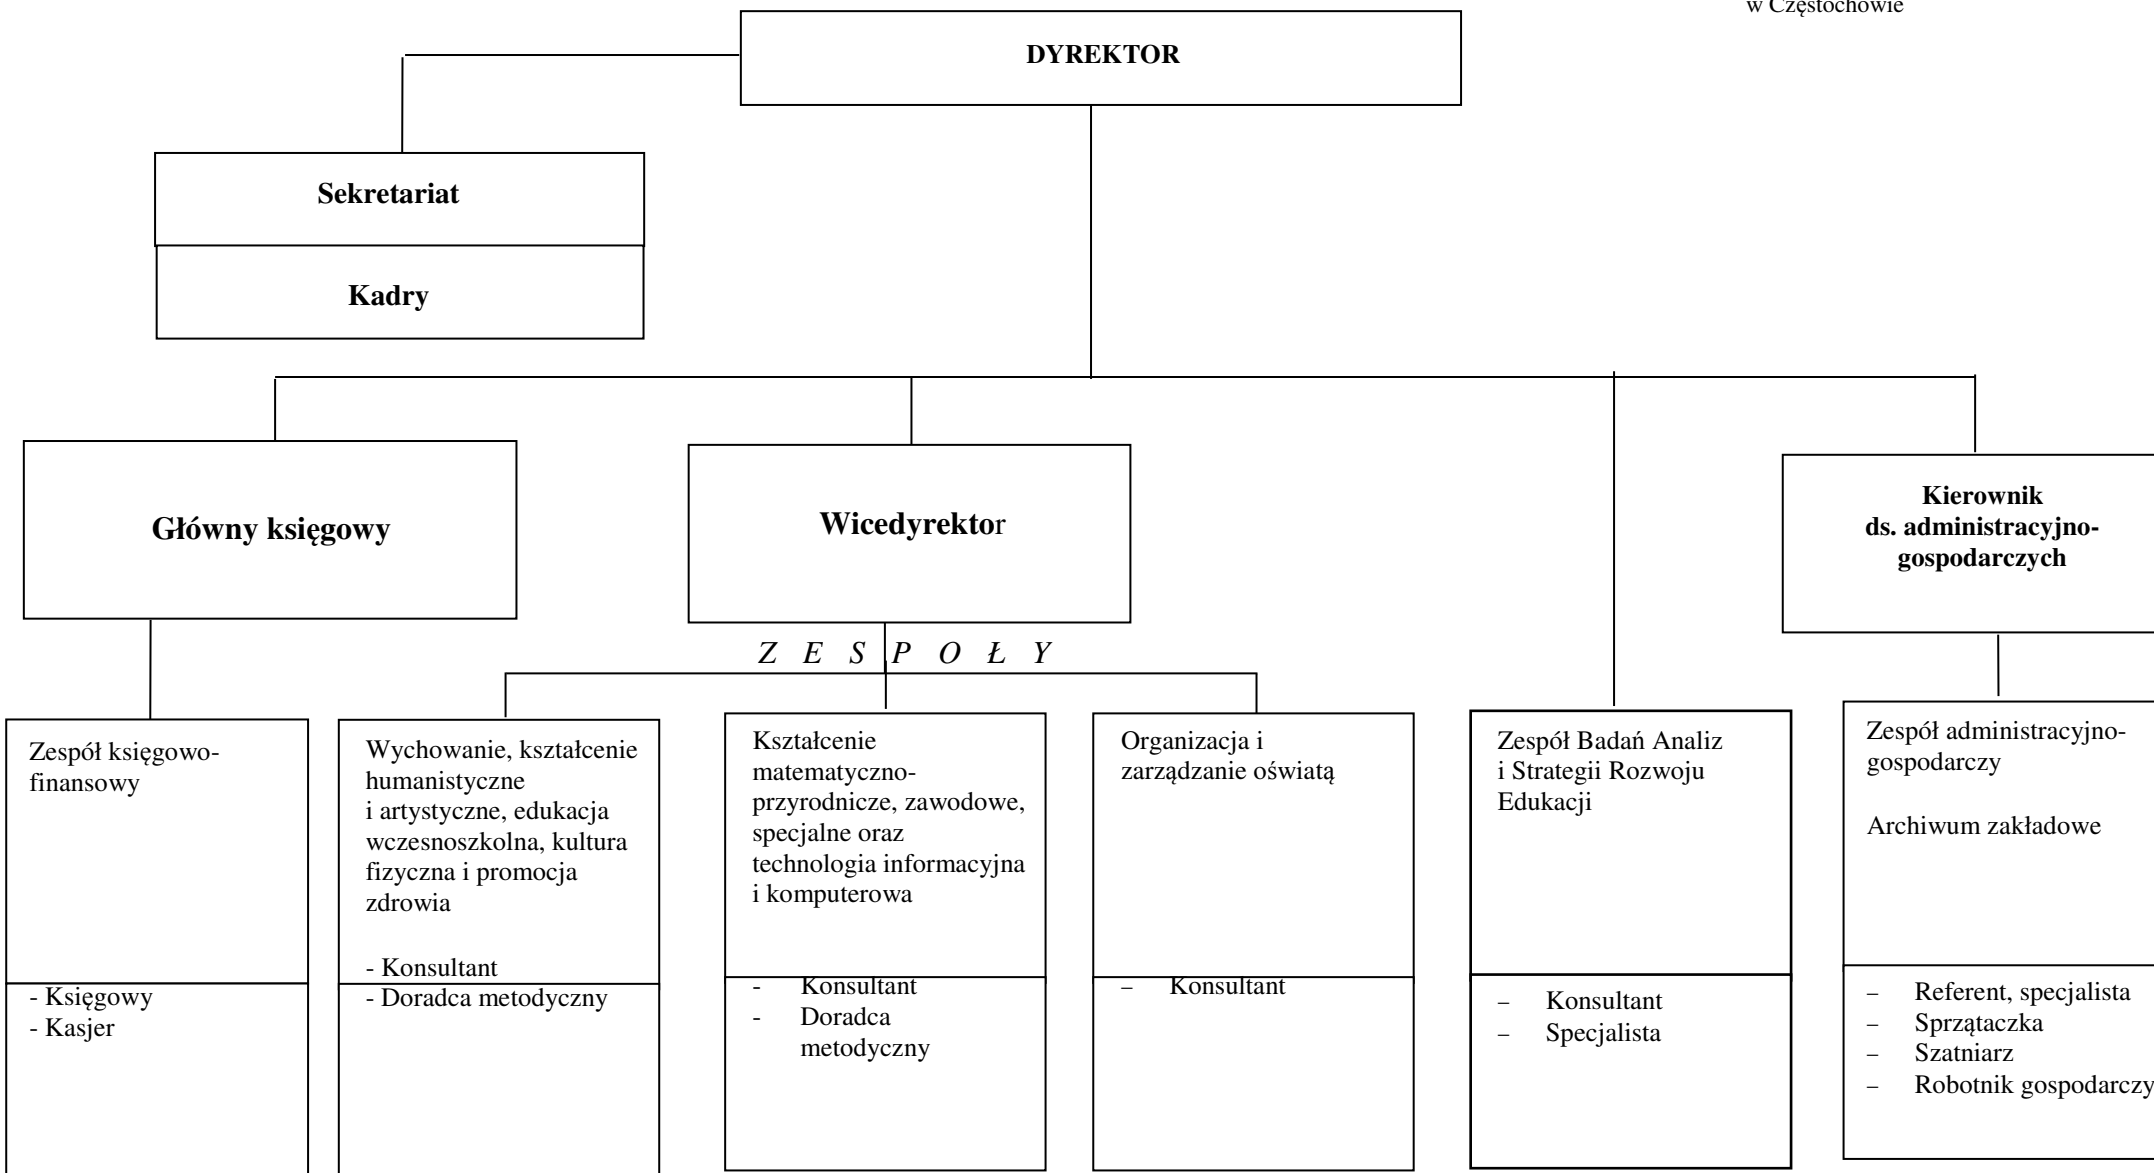 w Częstochowie
DYREKTOR
Sekretariat
Kadry
Główny księgowy
Wicedyrektor
Kierownik
ds. administracyjno-
gospodarczych
Z E S P O Ł Y
Zespół księgowo-
finansowy
- Księgowy
- Kasjer
Wychowanie, kształcenie
humanistyczne
i artystyczne, edukacja
wczesnoszkolna, kultura
fizyczna i promocja
zdrowia
- Konsultant
- Doradca metodyczny
Kształcenie
matematyczno-
przyrodnicze, zawodowe,
specjalne oraz
technologia informacyjna
i komputerowa
- Konsultant
- Doradca
metodyczny
Organizacja i
zarządzanie oświatą
– Konsultant
Zespół Badań Analiz
i Strategii Rozwoju
Edukacji
– Konsultant
– Specjalista
Zespół administracyjno-
gospodarczy
Archiwum zakładowe
– Referent, specjalista
– Sprzątaczka
– Szatniarz
– Robotnik gospodarczy